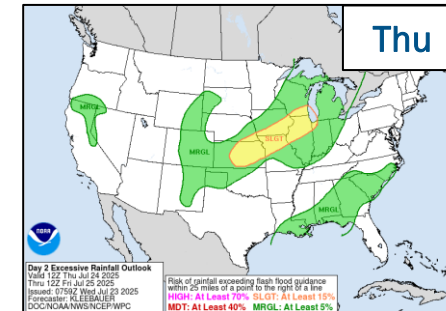 Thu
MRGL
SLGT
MRGL
MRGL
NOAA
Day 2 Excessive Rainfall Outlook
Valid 12Z Thu Jul 24 2025
Thru 12Z Fri Jul 25 2025
Issued: 0759Z Wed Jul 23 2025
Forecaster: KLEEBAUER
DOC/NOAA/NWS/NCEP/WPC
Risk of rainfall exceeding flash flood guidance
within 25 miles of a point to the right of a line
HIGH: At Least 70% SLGT: At Least 15%
MDT: At Least 40% MRGL: At Least 5%